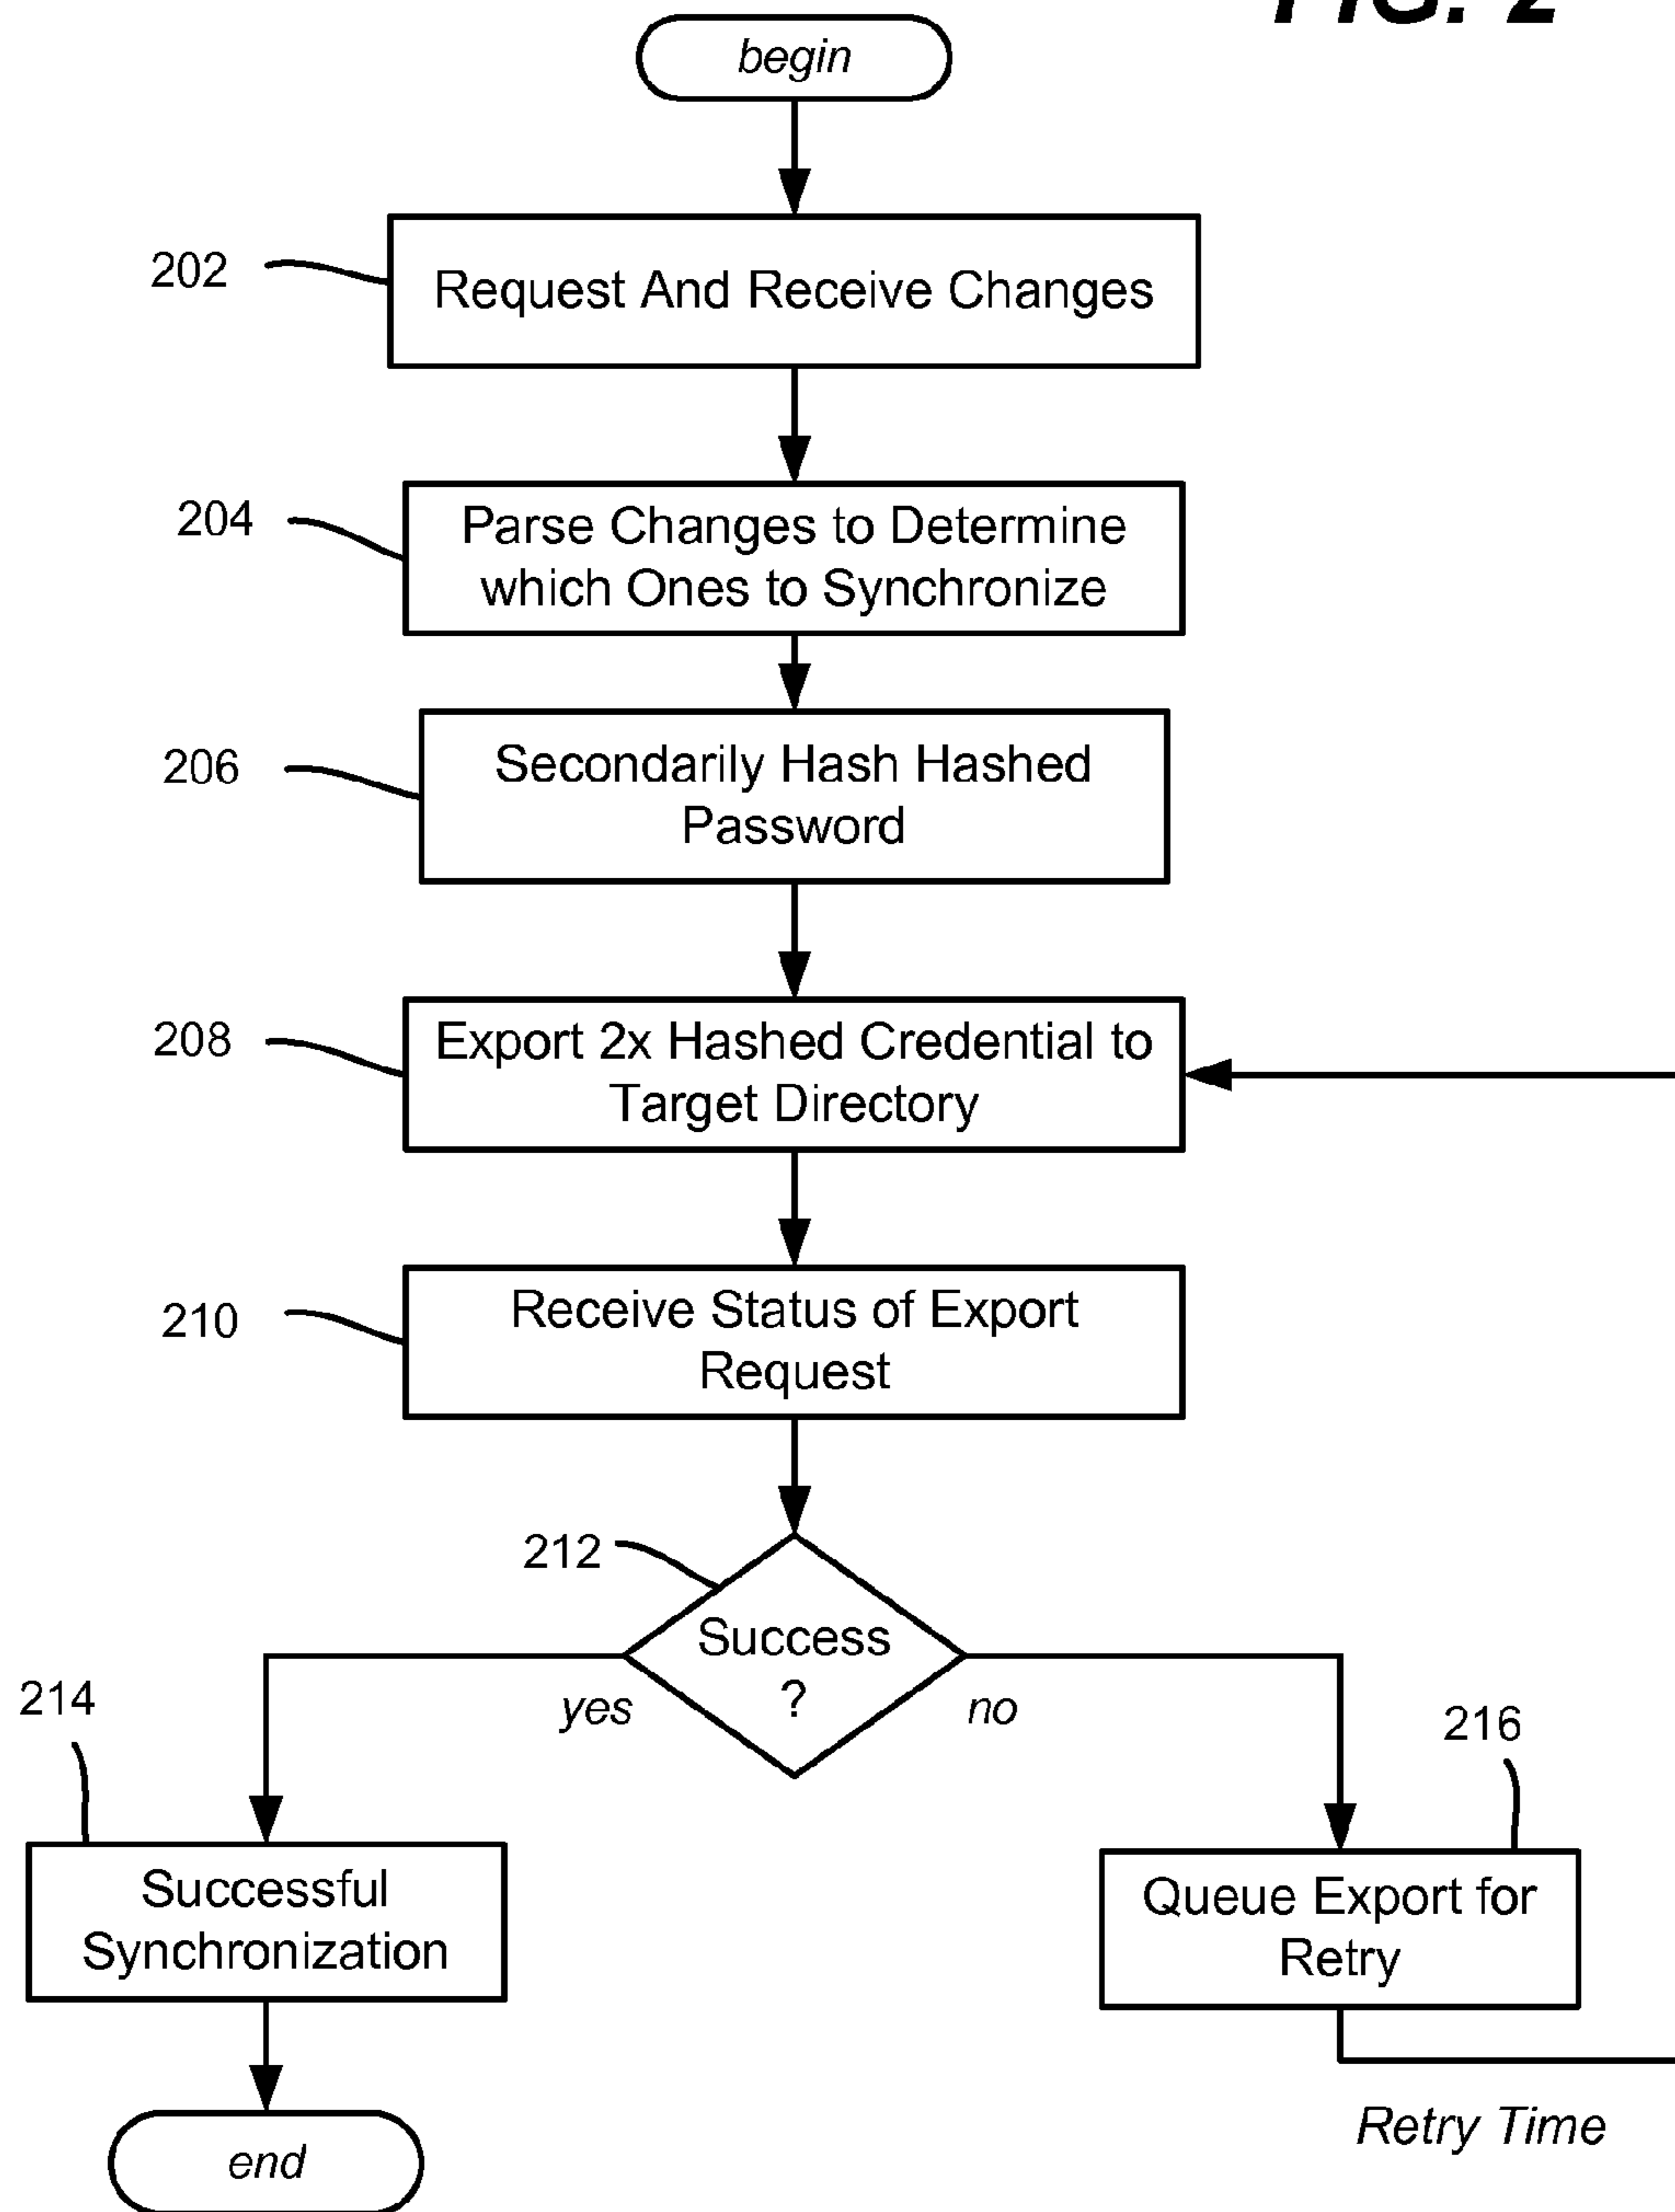 FIG. 2
begin
202
Request And Receive Changes
204
Parse Changes to Determine
which Ones to Synchronize
206
Secondarily Hash Hashed
Password
208
Export 2x Hashed Credential to
Target Directory
210
Receive Status of Export
Request
212
Success
?
yes
no
214
216
Successful
Synchronization
Queue Export for
Retry
Retry Time
end